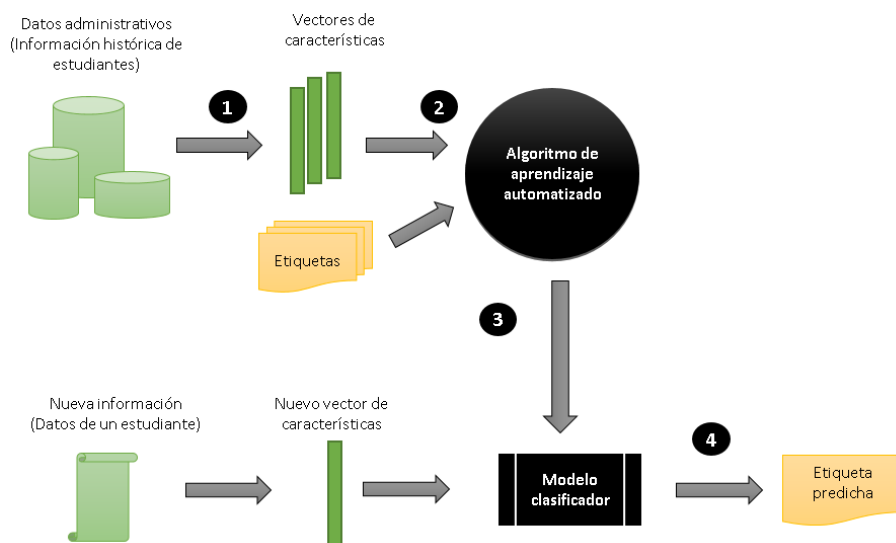 Datos administrativos
(Información histórica de
estudiantes)
Vectores de
características
1
2
Algoritmo de
aprendizaje
automatizado
Etiquetas
3
Nueva información
(Datos de un estudiante)
Nuevo vector de
características
4
Modelo
clasificador
Etiqueta
predicha